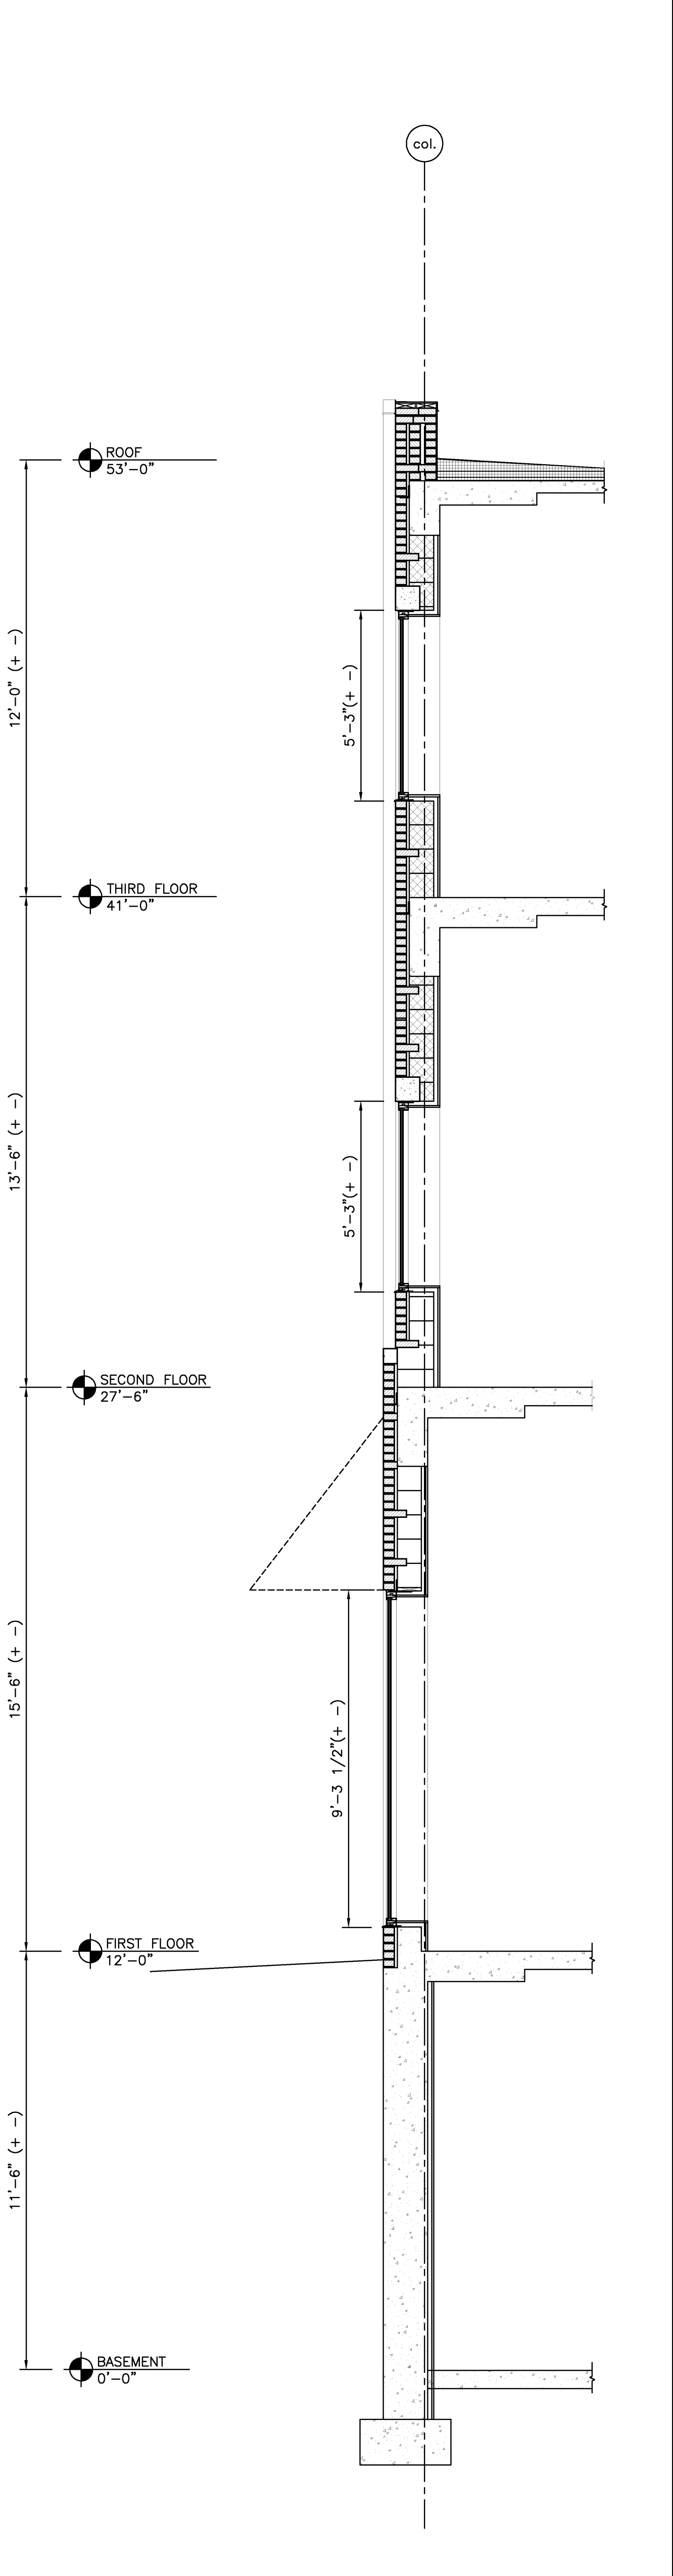 col.
ROOF
53'-0"
12'-0" (+ -)
5'-3"(+ -)
THIRD FLOOR
41'-0"
13'-6" (+ -)
5'-3"(+ -)
SECOND FLOOR
27'-6"
15'-6" (+ -)
9'-3 1/2"(+ -)
FIRST FLOOR
12'-0"
11'-6" (+ -)
BASEMENT
0'-0"